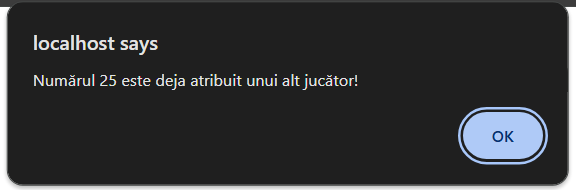 localhost says
Numărul 25 este deja atribuit unui alt jucător!
OK